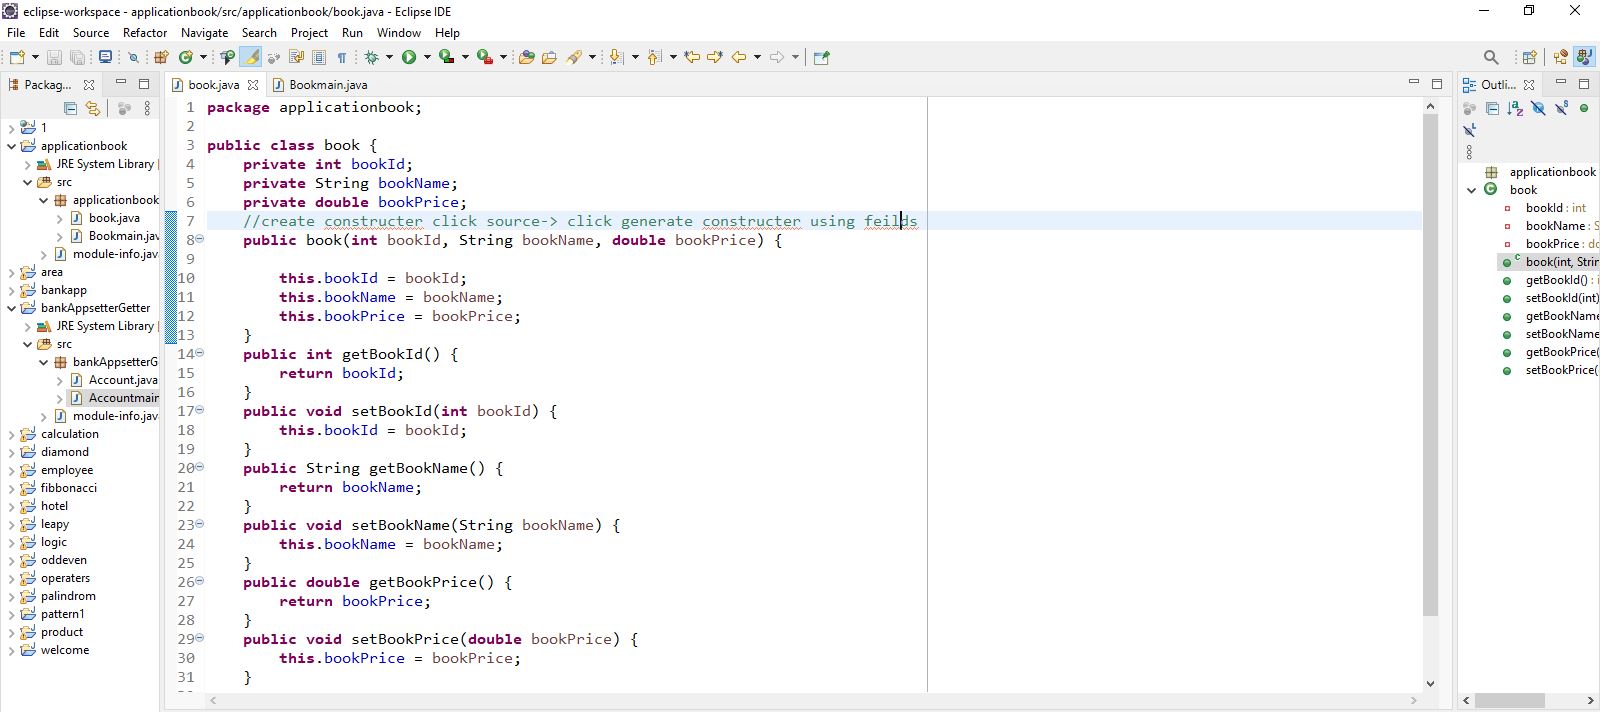 eclipse-workspace - applicationbook/src/applicationbook/book.java - Eclipse IDE
File Edit Source Refactor Navigate Search Project Run Window Help
Packag...
1
applicationbook
JRE System Library
src
applicationbook
book.java
Bookmain.jav
module-info.jav
area
bankapp
bankAppsetterGetter
JRE System Library
src
bankAppsetterG
Account.java
Accountmain
module-info.jav
calculation
diamond
employee
fibbonacci
hotel
leapy
logic
oddeven
operaters
palindrom
pattern1
product
welcome
book.java Bookmain.java
1 package applicationbook;
2
3 public class book {
4     private int bookId;
5     private String bookName;
6     private double bookPrice;
7     //create constructer click source-> click generate constructer using feilds
8     public book(int bookId, String bookName, double bookPrice) {
9
10         this.bookId = bookId;
11         this.bookName = bookName;
12         this.bookPrice = bookPrice;
13     }
14     public int getBookId() {
15         return bookId;
16     }
17     public void setBookId(int bookId) {
18         this.bookId = bookId;
19     }
20     public String getBookName() {
21         return bookName;
22     }
23     public void setBookName(String bookName) {
24         this.bookName = bookName;
25     }
26     public double getBookPrice() {
27         return bookPrice;
28     }
29     public void setBookPrice(double bookPrice) {
30         this.bookPrice = bookPrice;
31     }
Outli...
applicationbook
book
bookId : int
bookName : S
bookPrice : do
book(int, Strin
getBookId() : i
setBookId(int)
getBookName
setBookName
getBookPrice(
setBookPrice(